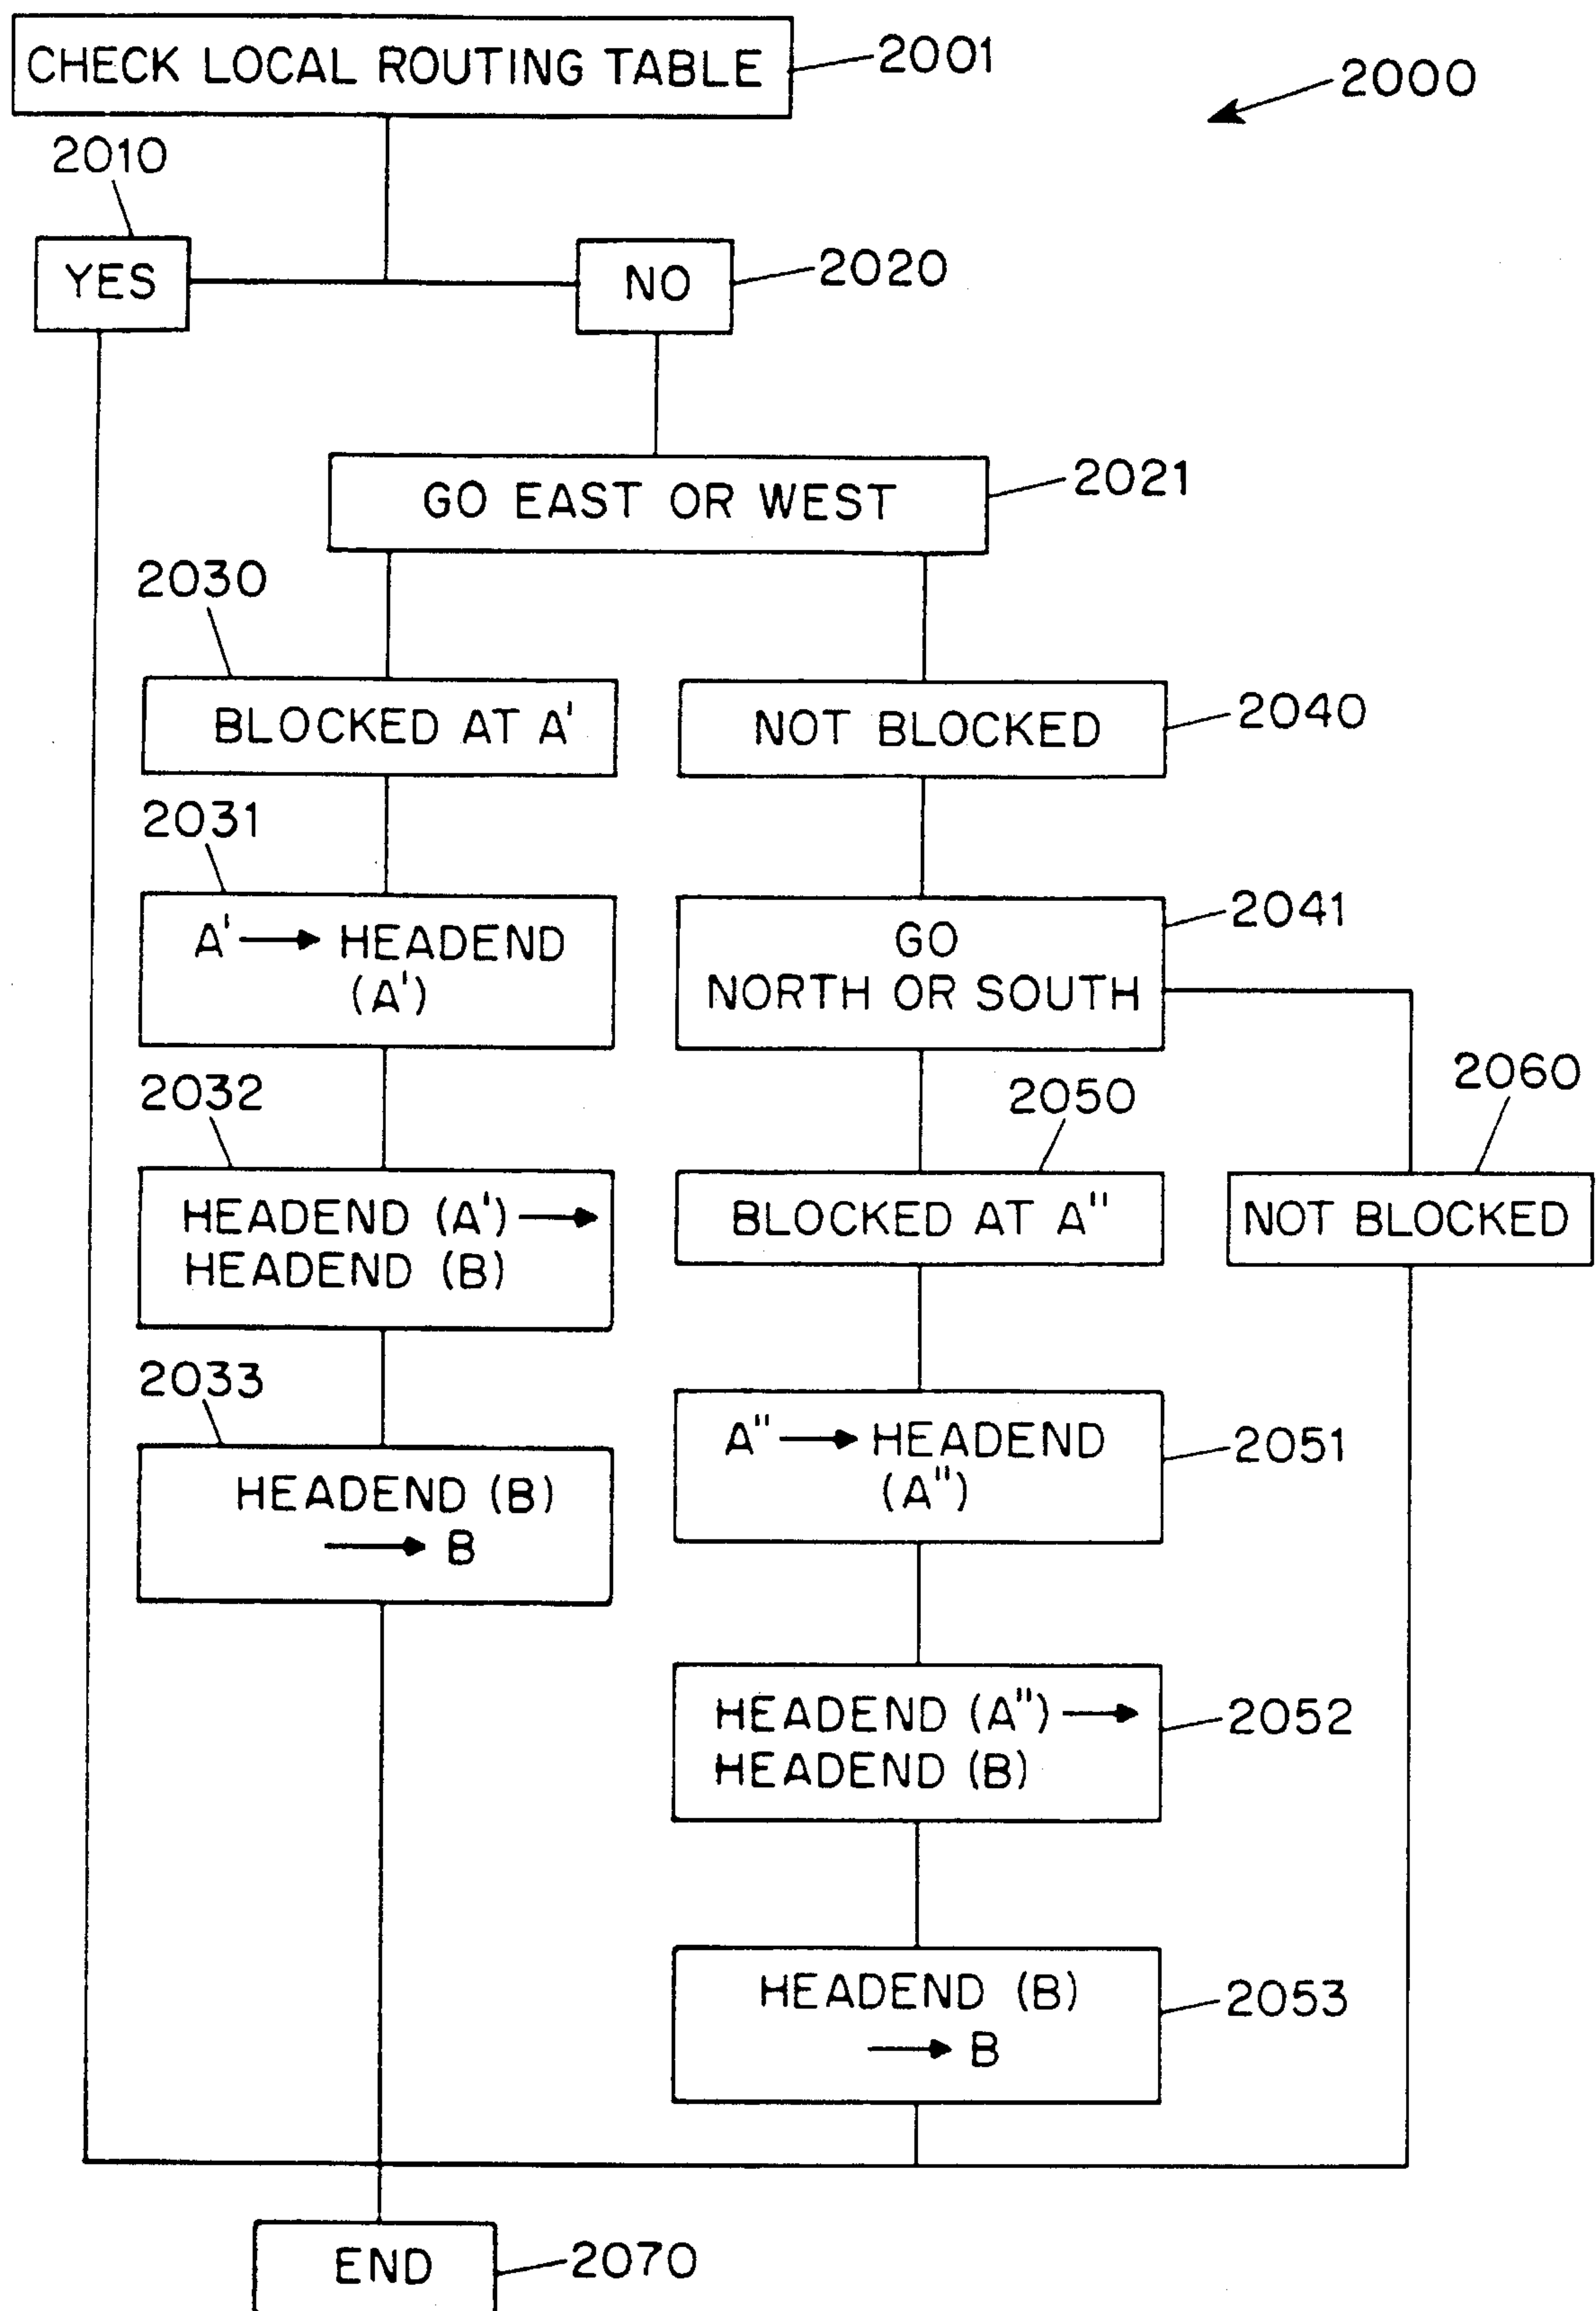 CHECK LOCAL ROUTING TABLE
2001
2000
2010
YES
NO
2020
GO EAST OR WEST
2021
2030
BLOCKED AT A'
NOT BLOCKED
2040
2031
A' → HEADEND
(A')
GO
NORTH OR SOUTH
2041
2032
HEADEND (A') →
HEADEND (B)
2050
BLOCKED AT A"
2060
NOT BLOCKED
2033
HEADEND (B)
→ B
A" → HEADEND
(A")
2051
HEADEND (A") →
HEADEND (B)
2052
HEADEND (B)
→ B
2053
END
2070